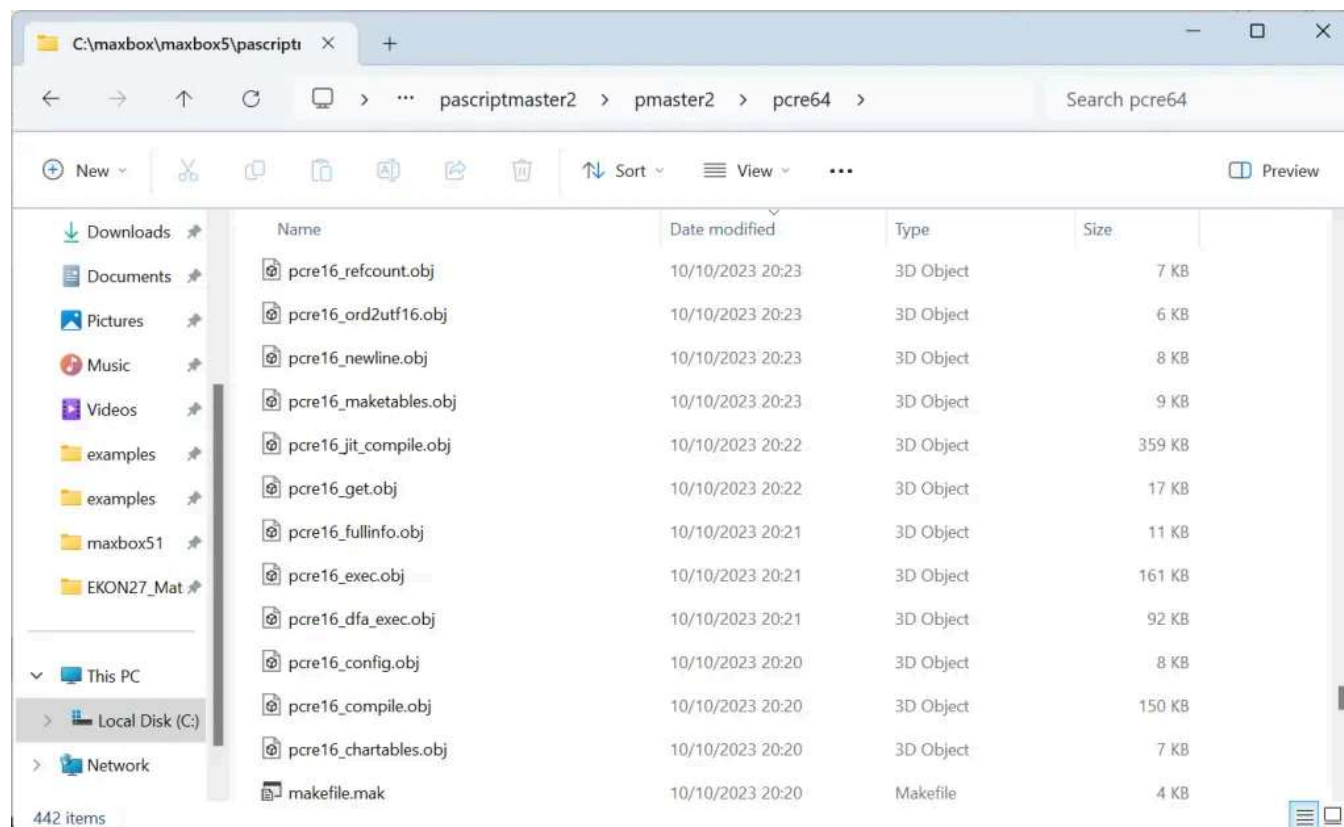 C:\maxbox\maxbox5\pascripti
pascriptmaster2 > pmaster2 > pcre64 >
Search pcre64
New
Sort
View
Preview
Name Date modified Type Size
Downloads
Documents
Pictures
Music
Videos
examples
examples
maxbox51
EKON27_Mat
This PC
Local Disk (C:)
Network
pcre16_refcount.obj 10/10/2023 20:23 3D Object 7 KB
pcre16_ord2utf16.obj 10/10/2023 20:23 3D Object 6 KB
pcre16_newline.obj 10/10/2023 20:23 3D Object 8 KB
pcre16_maketables.obj 10/10/2023 20:23 3D Object 9 KB
pcre16_jit_compile.obj 10/10/2023 20:22 3D Object 359 KB
pcre16_get.obj 10/10/2023 20:22 3D Object 17 KB
pcre16_fullinfo.obj 10/10/2023 20:21 3D Object 11 KB
pcre16_exec.obj 10/10/2023 20:21 3D Object 161 KB
pcre16_dfa_exec.obj 10/10/2023 20:21 3D Object 92 KB
pcre16_config.obj 10/10/2023 20:20 3D Object 8 KB
pcre16_compile.obj 10/10/2023 20:20 3D Object 150 KB
pcre16_chartables.obj 10/10/2023 20:20 3D Object 7 KB
makefile.mak 10/10/2023 20:20 Makefile 4 KB
442 items